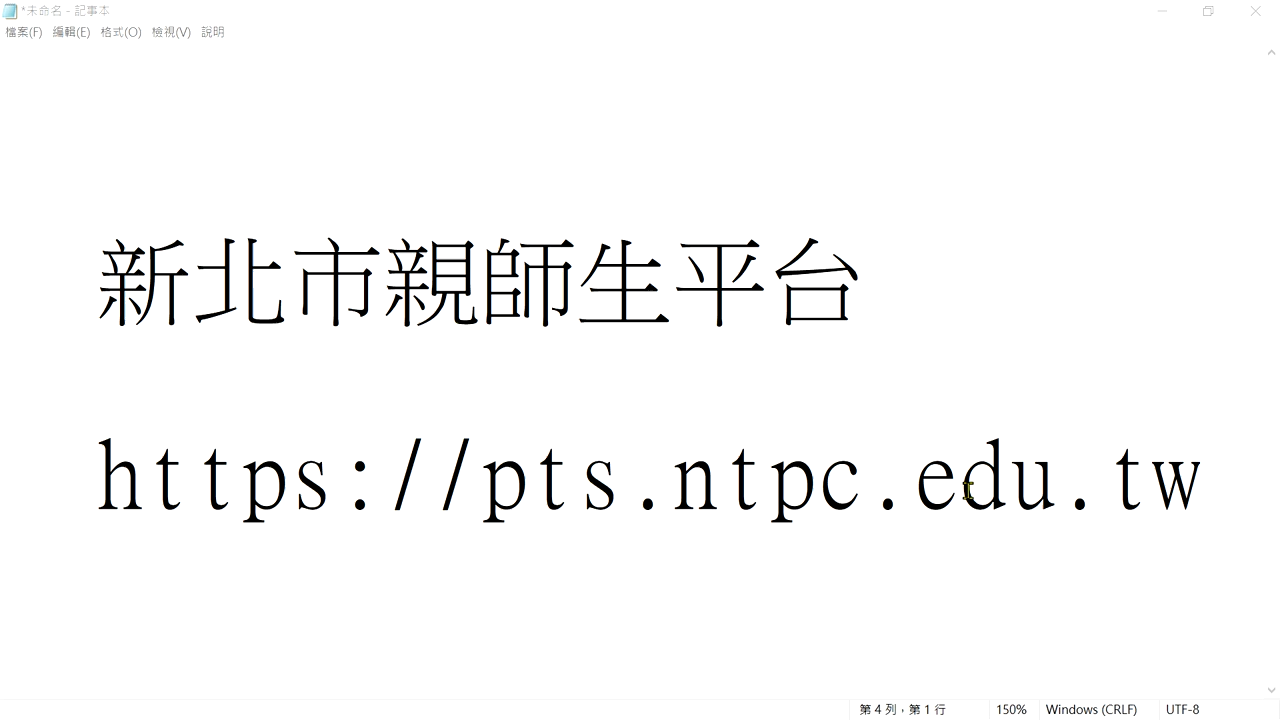 *未命名 - 記事本
檔案(F) 編輯(E) 格式(O) 檢視(V) 說明
新北市親師生平台
https://pts.ntpc.edu.tw
第 4 列，第 1 行 150% Windows (CRLF) UTF-8